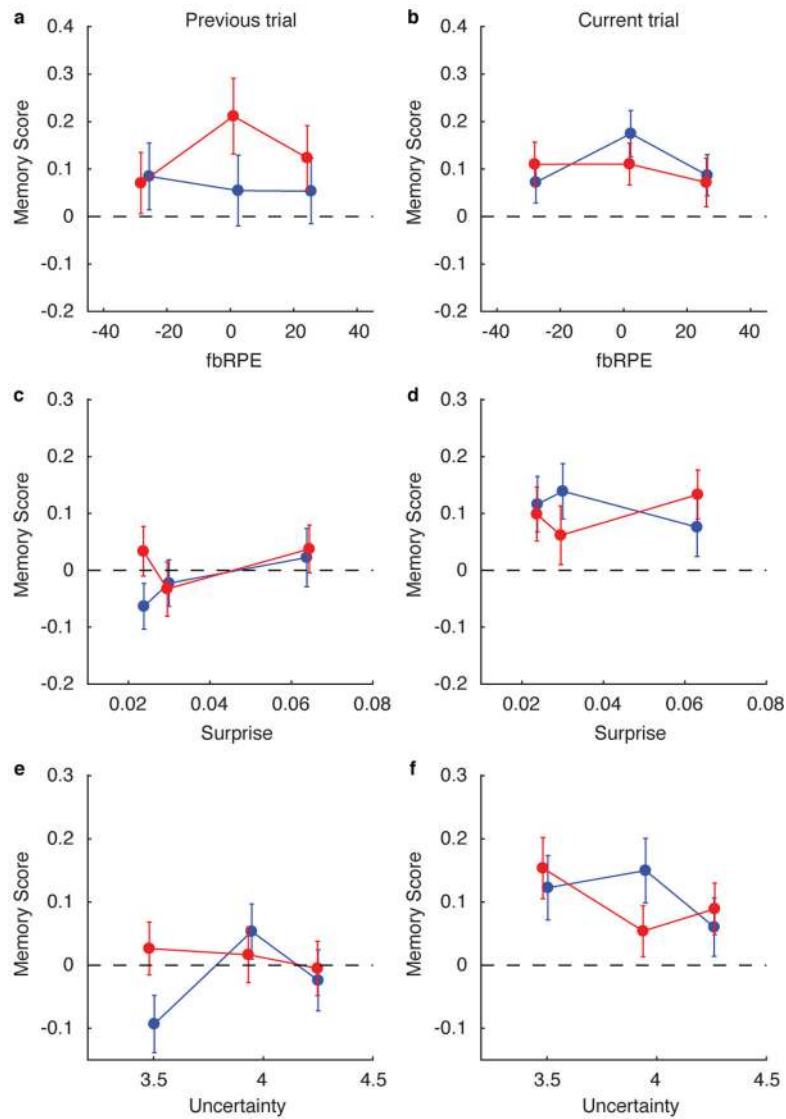 a Previous trial
0.4
0.3
0.2
0.1
0
-0.1
-0.2
Memory Score
-40 -20 0 20 40
fbRPE
b Current trial
0.4
0.3
0.2
0.1
0
-0.1
-0.2
Memory Score
-40 -20 0 20 40
fbRPE
c
0.3
0.2
0.1
0
-0.1
-0.2
Memory Score
0.02 0.04 0.06 0.08
Surprise
d
0.3
0.2
0.1
0
-0.1
-0.2
Memory Score
0.02 0.04 0.06 0.08
Surprise
e
0.3
0.2
0.1
0
-0.1
Memory Score
3.5 4 4.5
Uncertainty
f
0.3
0.2
0.1
0
-0.1
Memory Score
3.5 4 4.5
Uncertainty